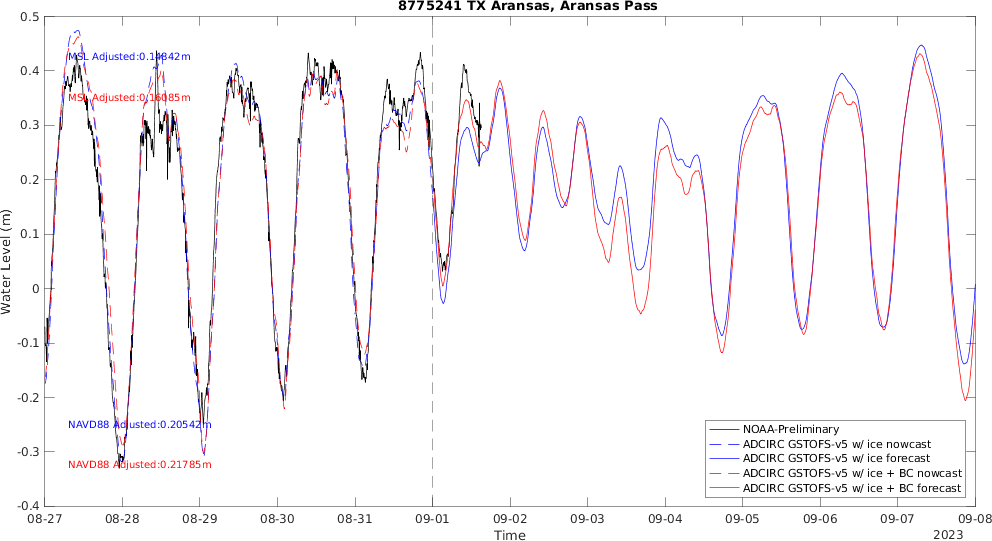 8775241 TX Aransas, Aransas Pass
0.5
0.4
0.3
0.2
0.1
0
-0.1
-0.2
-0.3
-0.4
Water Level (m)
MSL Adjusted:0.14842m
MSL Adjusted:0.16085m
NAVD88 Adjusted:0.20542m
NAVD88 Adjusted:0.21785m
NOAA-Preliminary
ADCIRC GSTOFS-v5 w/ ice nowcast
ADCIRC GSTOFS-v5 w/ ice forecast
ADCIRC GSTOFS-v5 w/ ice + BC nowcast
ADCIRC GSTOFS-v5 w/ ice + BC forecast
08-27 08-28 08-29 08-30 08-31 09-01 09-02 09-03 09-04 09-05 09-06 09-07 09-08
Time
2023